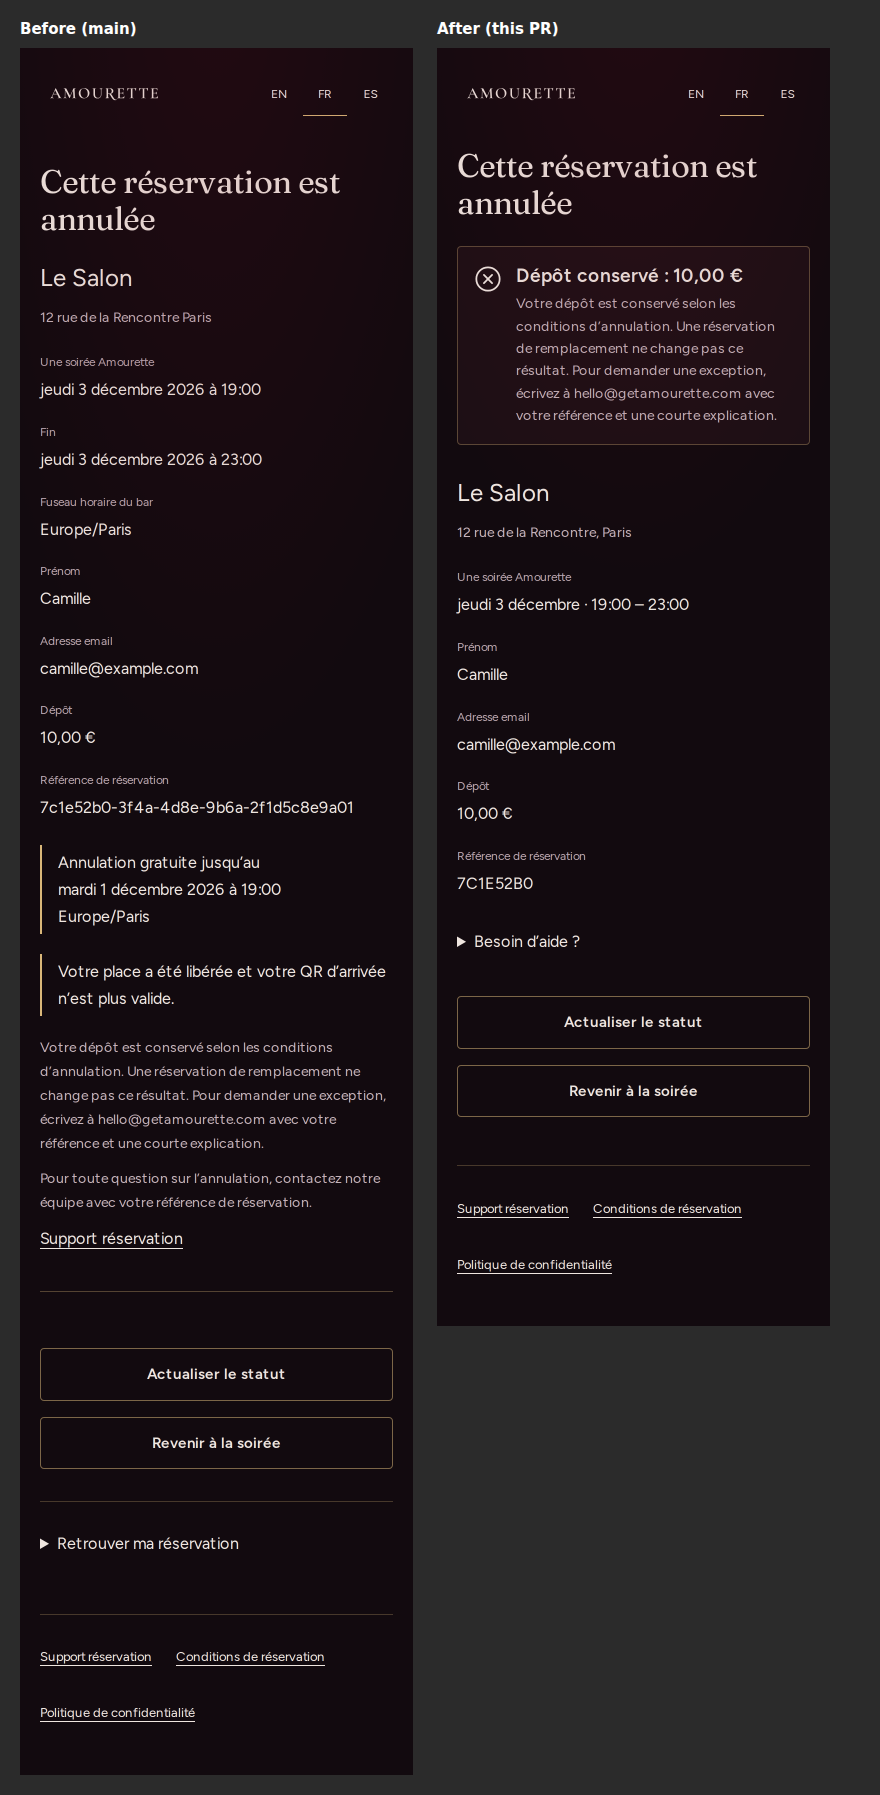 Before (main)
AMOURETTE
EN FR ES
Cette réservation est
annulée
Le Salon
12 rue de la Rencontre Paris
Une soirée Amourette
jeudi 3 décembre 2026 à 19:00
Fin
jeudi 3 décembre 2026 à 23:00
Fuseau horaire du bar
Europe/Paris
Prénom
Camille
Adresse email
camille@example.com
Dépôt
10,00 €
Référence de réservation
7c1e52b0-3f4a-4d8e-9b6a-2f1d5c8e9a01
Annulation gratuite jusqu’au
mardi 1 décembre 2026 à 19:00
Europe/Paris
Votre place a été libérée et votre QR d’arrivée
n’est plus valide.
Votre dépôt est conservé selon les conditions
d’annulation. Une réservation de remplacement ne
change pas ce résultat. Pour demander une exception,
écrivez à hello@getamourette.com avec votre
référence et une courte explication.
Pour toute question sur l’annulation, contactez notre
équipe avec votre référence de réservation.
Support réservation
Actualiser le statut
Revenir à la soirée
Retrouver ma réservation
Support réservation Conditions de réservation
Politique de confidentialité
After (this PR)
AMOURETTE
EN FR ES
Cette réservation est
annulée
Dépôt conservé : 10,00 €
Votre dépôt est conservé selon les
conditions d’annulation. Une réservation
de remplacement ne change pas ce
résultat. Pour demander une exception,
écrivez à hello@getamourette.com avec
votre référence et une courte explication.
Le Salon
12 rue de la Rencontre, Paris
Une soirée Amourette
jeudi 3 décembre · 19:00 – 23:00
Prénom
Camille
Adresse email
camille@example.com
Dépôt
10,00 €
Référence de réservation
7C1E52B0
Besoin d’aide ?
Actualiser le statut
Revenir à la soirée
Support réservation Conditions de réservation
Politique de confidentialité